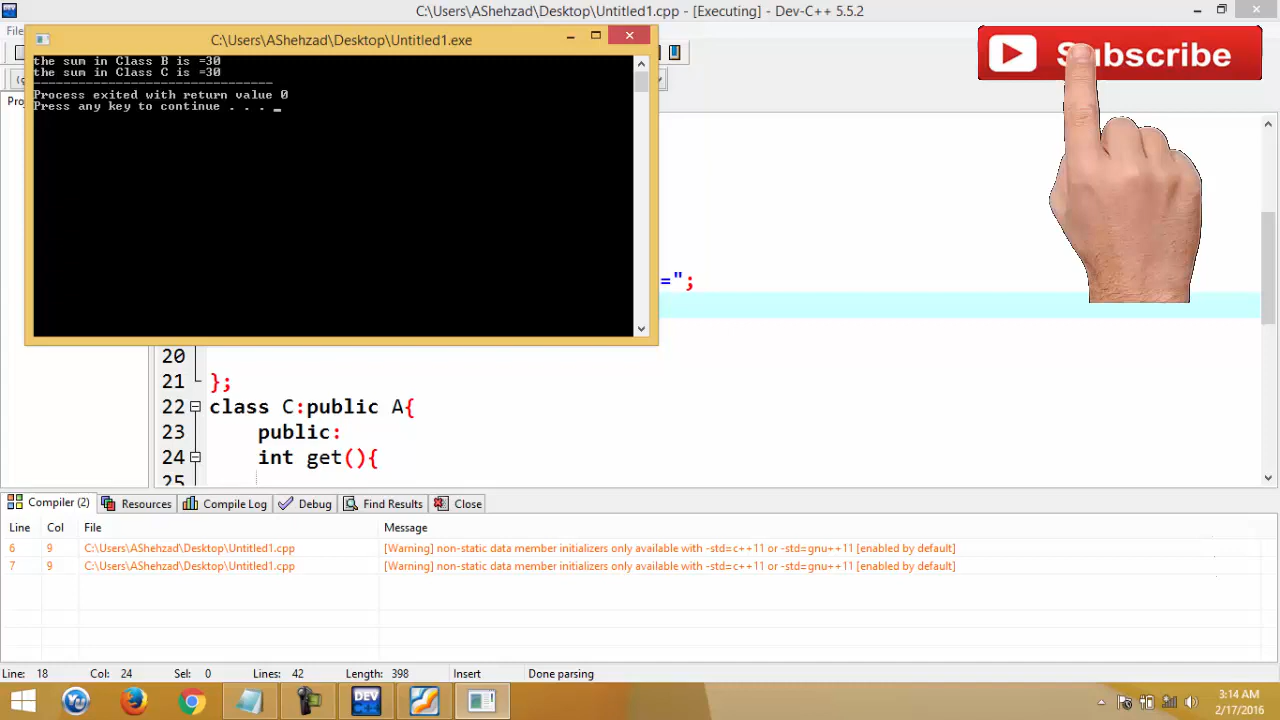 C:\Users\AShehzad\Desktop\Untitled1.cpp - [Executing] - Dev-C++ 5.5.2
C:\Users\AShehzad\Desktop\Untitled1.exe
the sum in Class B is =30
the sum in Class C is =30
--------------------------------
Process exited with return value 0
Press any key to continue . . . _
Subscribe
=";
20
21 };
22 class C:public A{
23 public:
24 int get(){
25
Compiler (2) Resources Compile Log Debug Find Results Close
Line Col File Message
6 9 C:\Users\AShehzad\Desktop\Untitled1.cpp [Warning] non-static data member initializers only available with -std=c++11 or -std=gnu++11 [enabled by default]
7 9 C:\Users\AShehzad\Desktop\Untitled1.cpp [Warning] non-static data member initializers only available with -std=c++11 or -std=gnu++11 [enabled by default]
Line: 18 Col: 24 Sel: 0 Lines: 42 Length: 398 Insert Done parsing
DEV
3:14 AM
2/17/2016